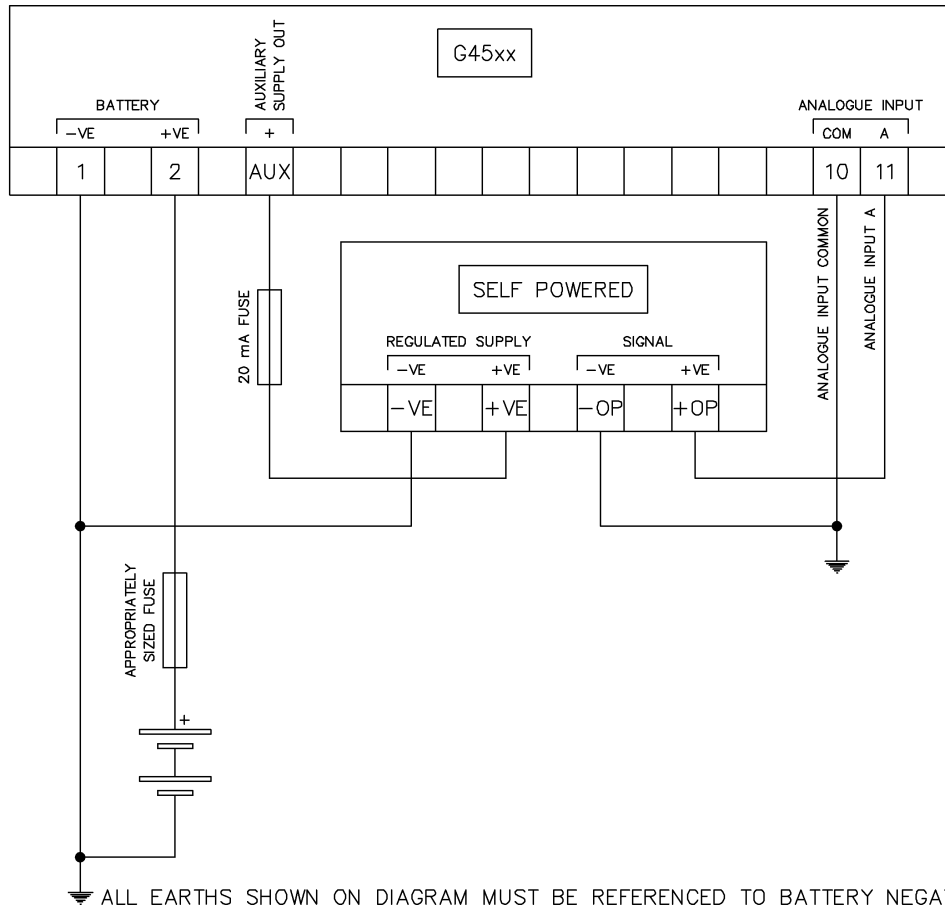 G45xx
BATTERY
-VE +VE
AUXILIARY
SUPPLY OUT
+
ANALOGUE INPUT
COM A
1 2 AUX 10 11
20 mA FUSE
SELF POWERED
REGULATED SUPPLY SIGNAL
-VE +VE -VE +VE
-VE +VE -OP +OP
ANALOGUE INPUT COMMON
ANALOGUE INPUT A
APPROPRIATELY
SIZED FUSE
+
ALL EARTHS SHOWN ON DIAGRAM MUST BE REFERENCED TO BATTERY NEGA